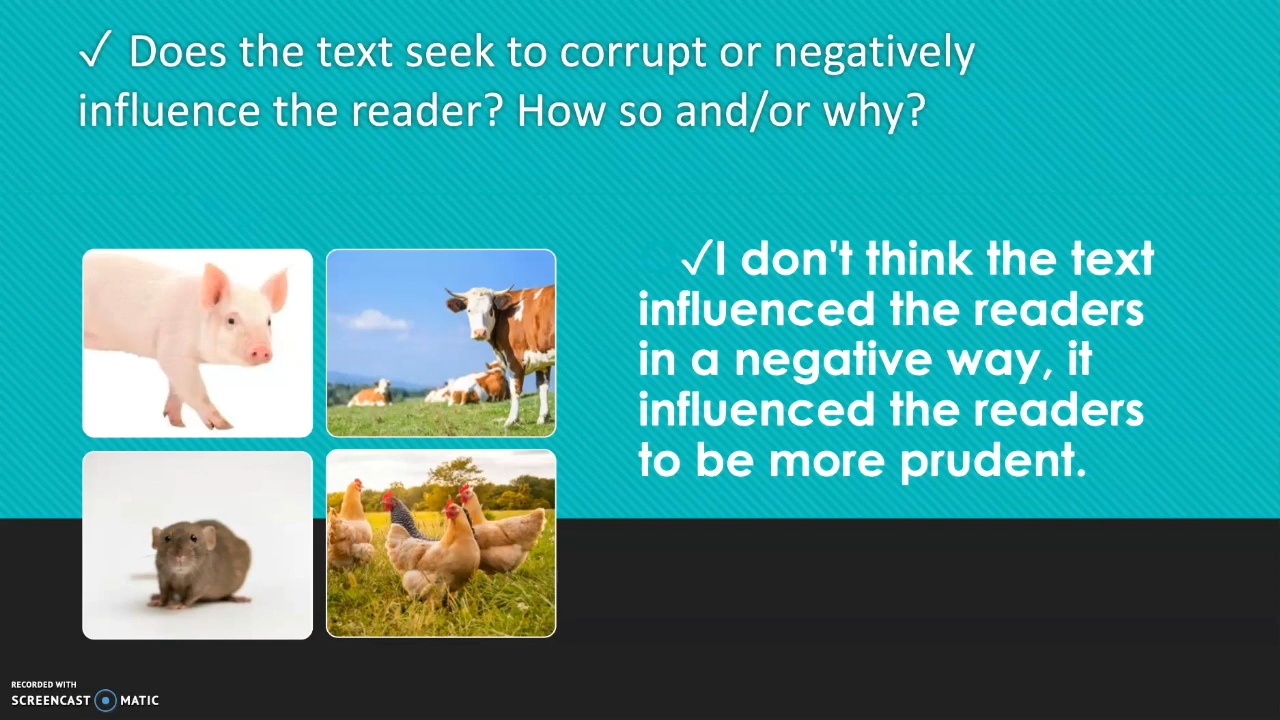 ✓ Does the text seek to corrupt or negatively
influence the reader? How so and/or why?
✓I don't think the text
influenced the readers
in a negative way, it
influenced the readers
to be more prudent.
RECORDED WITH
SCREENCAST MATIC